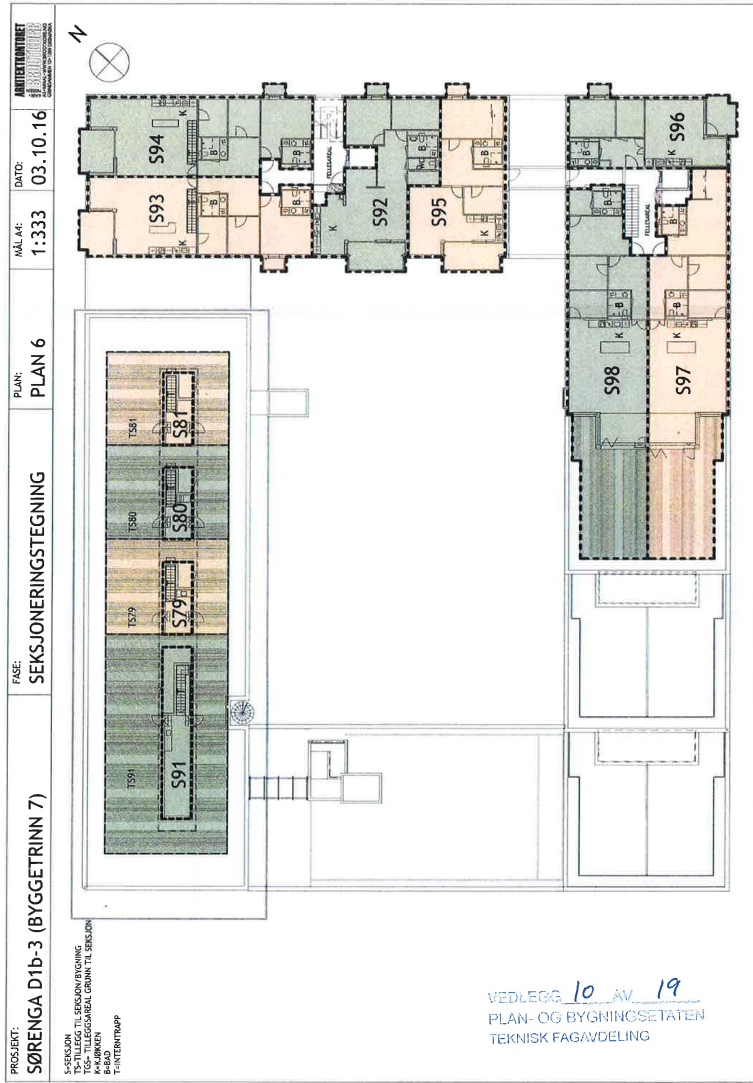 PROSJEKT:
SØRENGA D1b-3 (BYGGETRINN 7)
FASE:
SEKSJONERINGSTEGNING
PLAN:
PLAN 6
MÅL A4:
1:333
DATO:
03.10.16
ARKITEKTKONTORET
S=SEKSJON
TS=TILLEGG TIL SEKSJON/BYGNING
TGS= TILLEGGSAREAL GRUNN TIL SEKSJON
K=KJØKKEN
B=BAD
T=INTERNTRAPP
N
TS91
S91
TS79
S79
TS80
S80
TS81
S81
S93
K
B
B
S94
K
B
B
FELLESAREAL
S92
K
B
WC
S95
K
B
S96
K
B
FELLESAREAL
S98
K
B
B
S97
K
B
B
VEDLEGG 10 AV 19
PLAN- OG BYGNINGSETATEN
TEKNISK FAGAVDELING